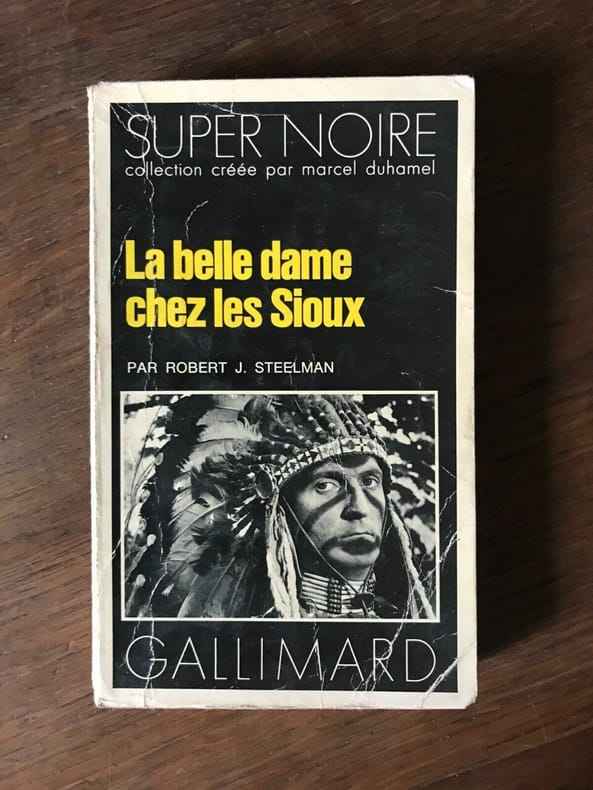 SUPER NOIRE
collection créée par marcel duhamel
La belle dame
chez les Sioux
PAR ROBERT J. STEELMAN
GALLIMARD